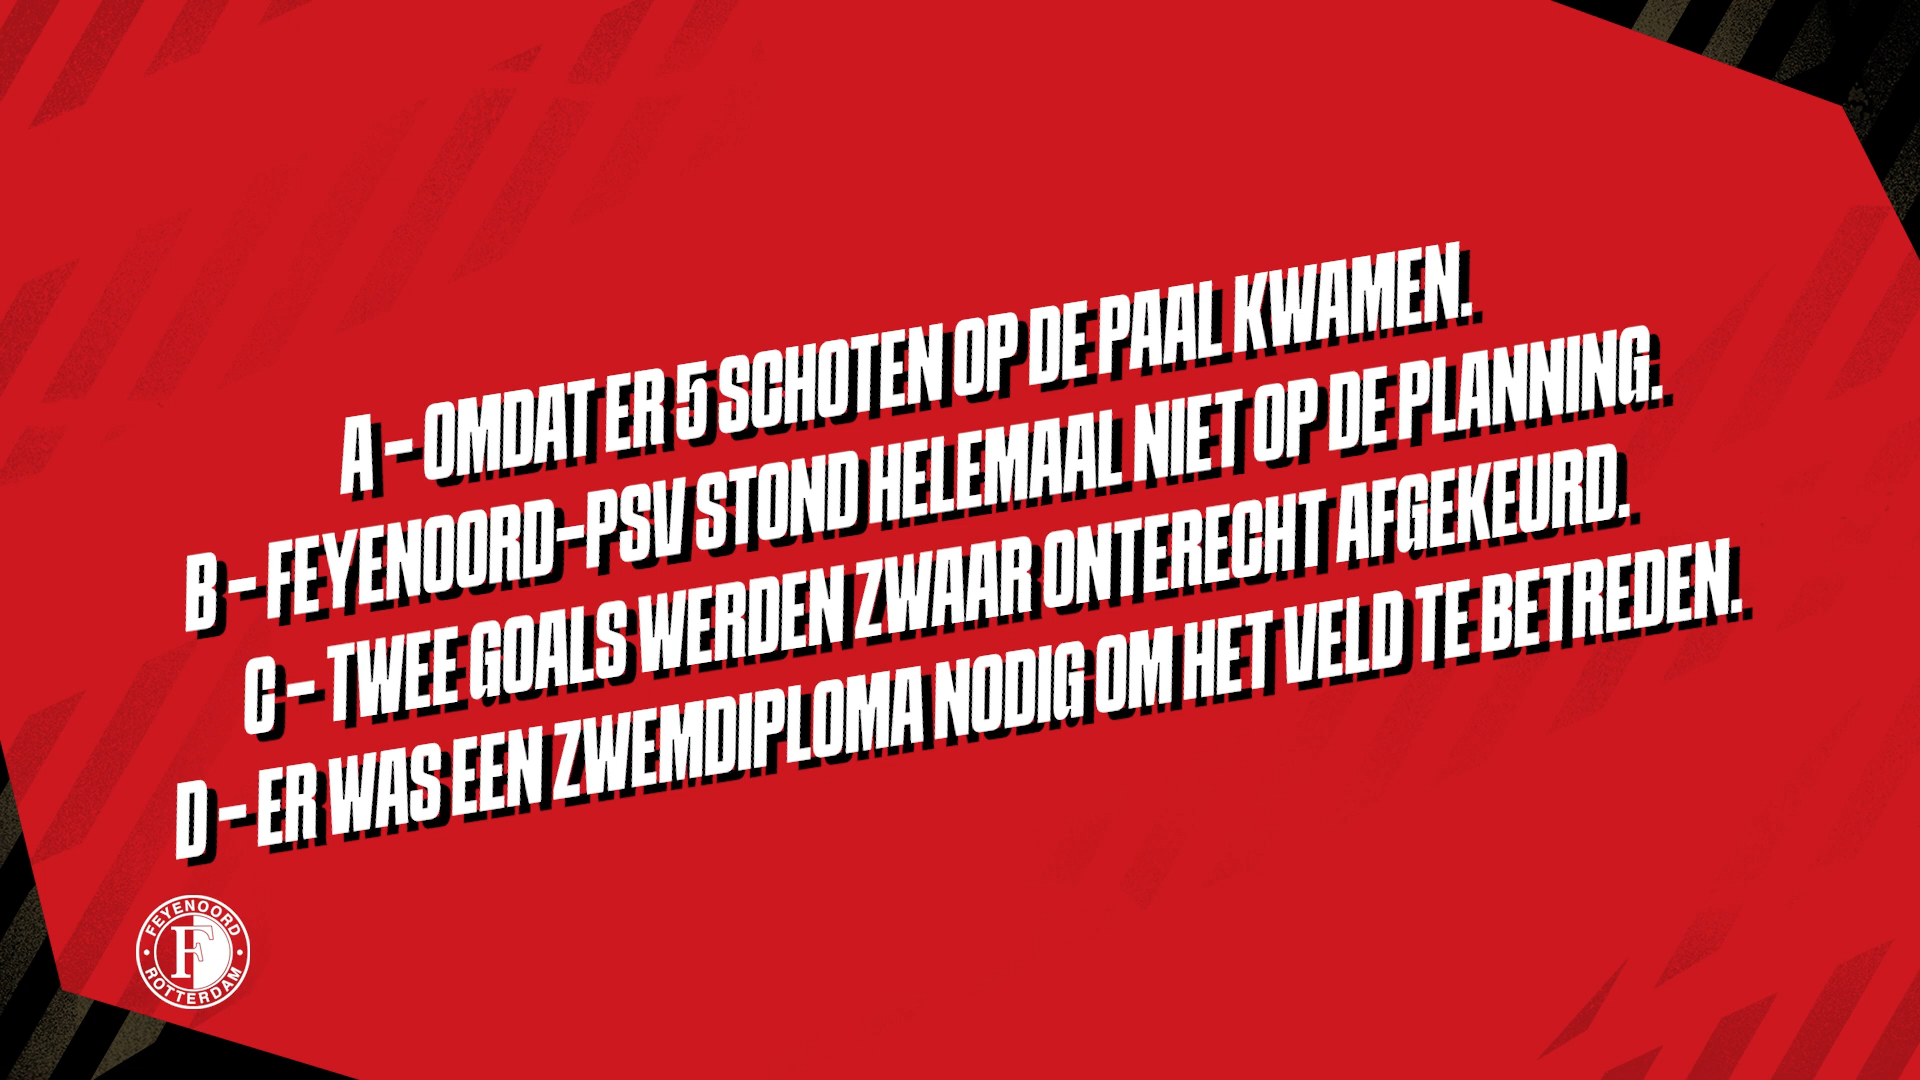 A - OMDAT ER 5 SCHOTEN OP DE PAAL KWAMEN.
B - FEYENOORD-PSV STOND HELEMAAL NIET OP DE PLANNING.
C - TWEE GOALS WERDEN ZWAAR ONTERECHT AFGEKEURD.
D - ER WAS EEN ZWEMDIPLOMA NODIG OM HET VELD TE BETREDEN.
FEYENOORD
F
ROTTERDAM